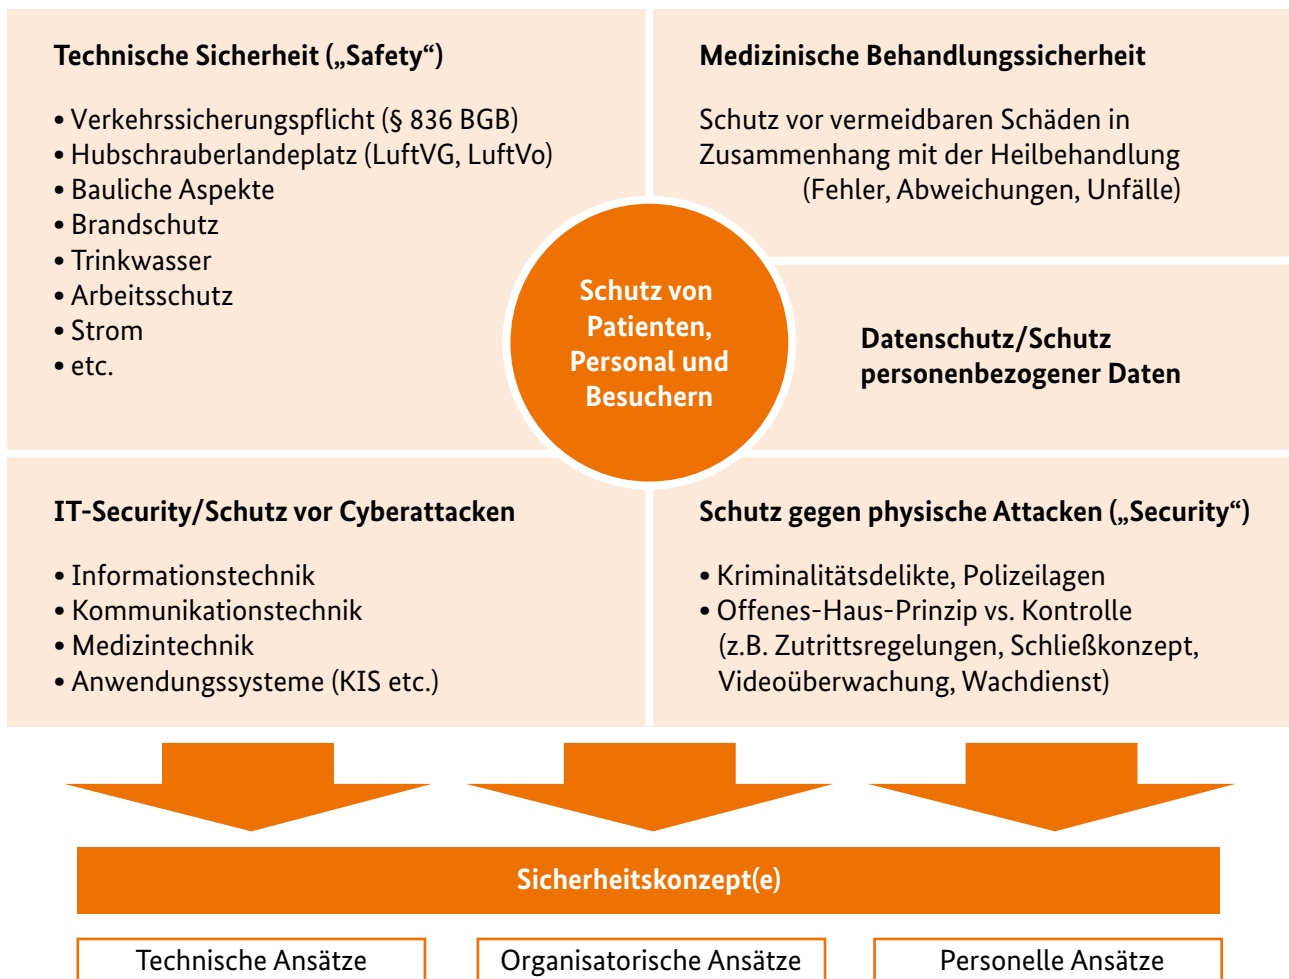 Technische Sicherheit („Safety“)
• Verkehrssicherungspflicht (§ 836 BGB)
• Hubschrauberlandeplatz (LuftVG, LuftVo)
• Bauliche Aspekte
• Brandschutz
• Trinkwasser
• Arbeitsschutz
• Strom
• etc.
Medizinische Behandlungssicherheit
Schutz vor vermeidbaren Schäden in
Zusammenhang mit der Heilbehandlung
(Fehler, Abweichungen, Unfälle)
Schutz von
Patienten,
Personal und
Besuchern
Datenschutz/Schutz
personenbezogener Daten
IT-Security/Schutz vor Cyberattacken
• Informationstechnik
• Kommunikationstechnik
• Medizintechnik
• Anwendungssysteme (KIS etc.)
Schutz gegen physische Attacken („Security“)
• Kriminalitätsdelikte, Polizeilagen
• Offenes-Haus-Prinzip vs. Kontrolle
(z.B. Zutrittsregelungen, Schließkonzept,
Videoüberwachung, Wachdienst)
Sicherheitskonzept(e)
Technische Ansätze
Organisatorische Ansätze
Personelle Ansätze